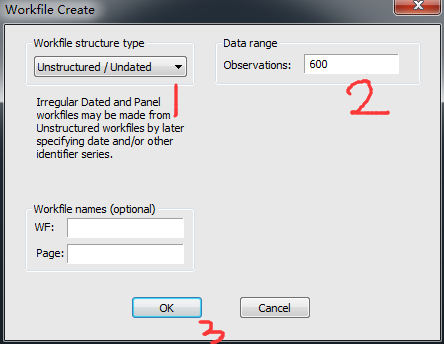 Workfile Create
Workfile structure type
Unstructured / Undated
1
Irregular Dated and Panel
workfiles may be made from
Unstructured workfiles by later
specifying date and/or other
identifier series.
Data range
Observations: 600
2
Workfile names (optional)
WF:
Page:
OK
Cancel
3